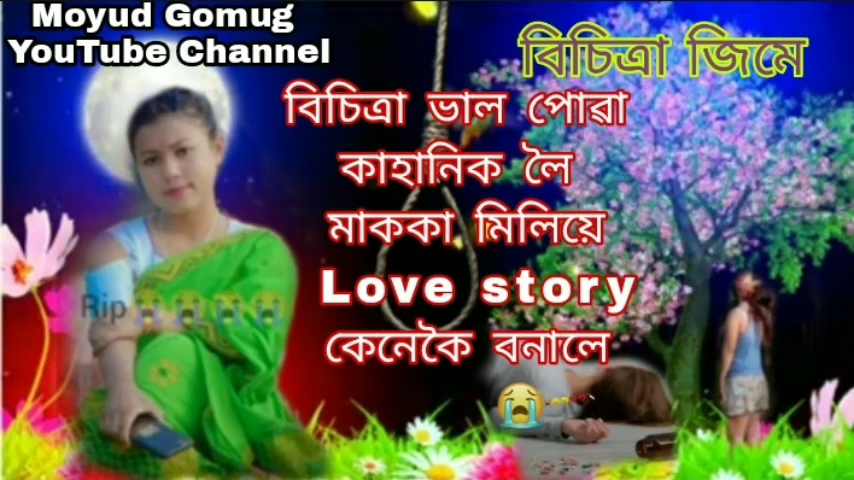 Moyud Gomug
YouTube Channel
বিচিত্ৰা জিমে
বিচিত্ৰা ভাল পোৱা
কাহানিক লৈ
মাককা মিলিয়ে
Love story
কেনেকৈ বনালে
Rip